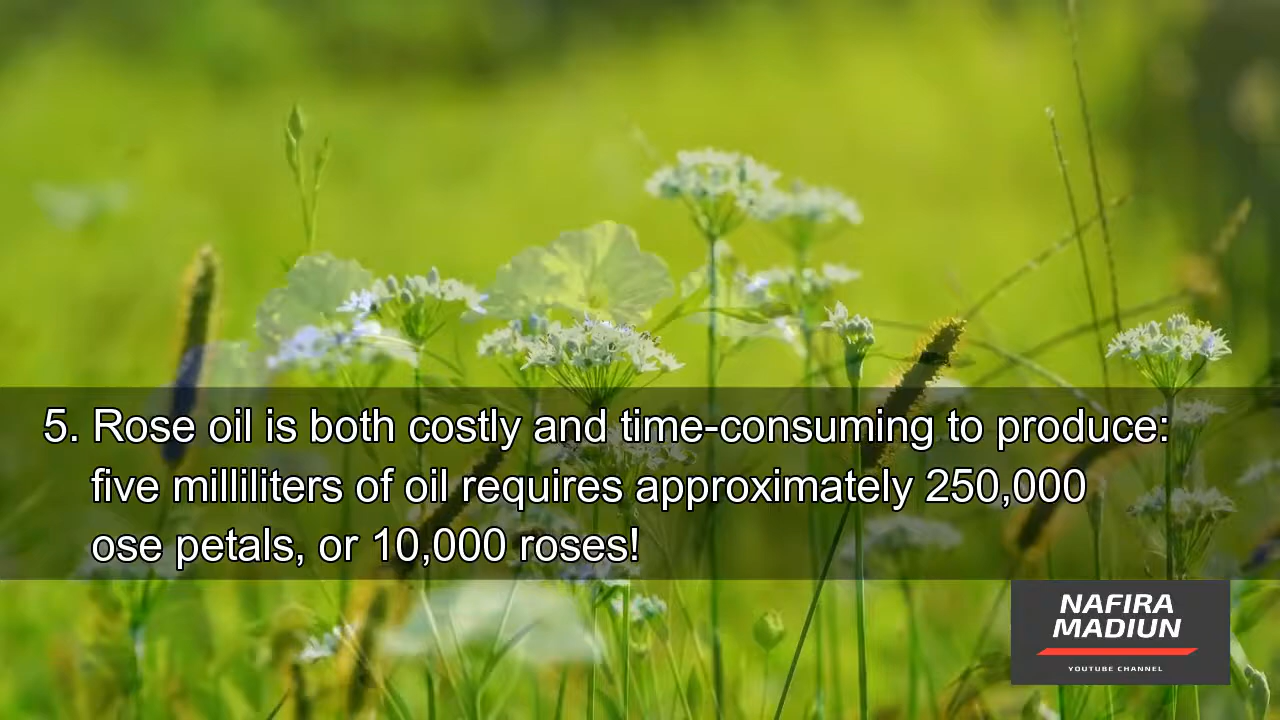 5. Rose oil is both costly and time-consuming to produce:
five milliliters of oil requires approximately 250,000
ose petals, or 10,000 roses!
NAFIRA
MADIUN
YOUTUBE CHANNEL